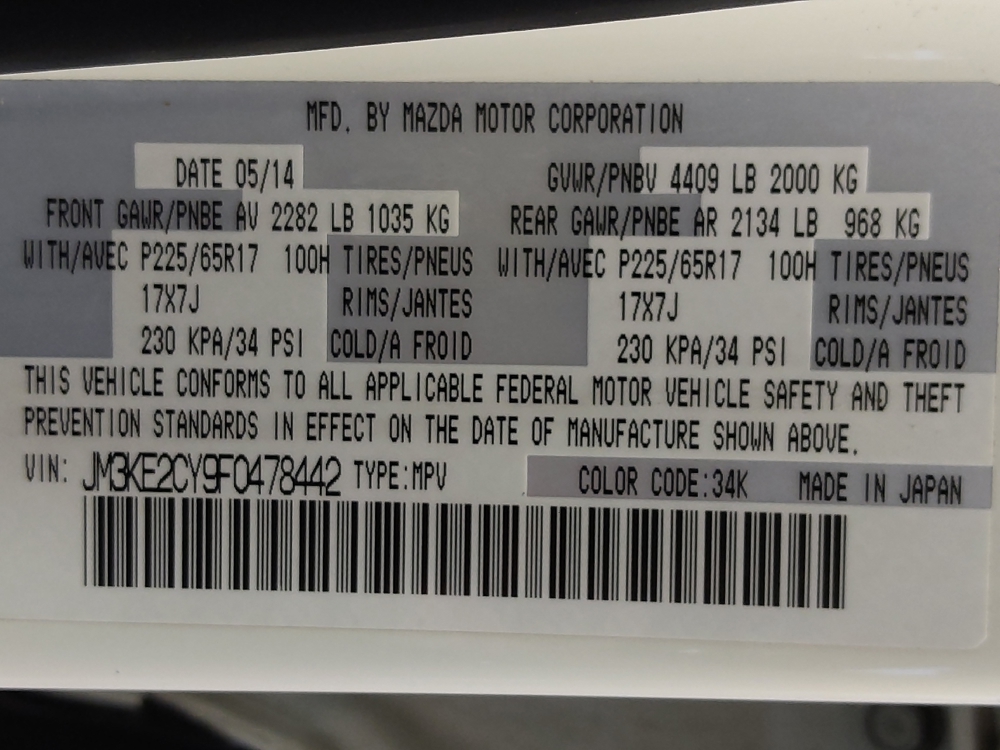 MFD. BY MAZDA MOTOR CORPORATION
DATE 05/14 GVWR/PNBV 4409 LB 2000 KG
FRONT GAWR/PNBE AV 2282 LB 1035 KG REAR GAWR/PNBE AR 2134 LB 968 KG
WITH/AVEC P225/65R17 100H TIRES/PNEUS WITH/AVEC P225/65R17 100H TIRES/PNEUS
17X7J RIMS/JANTES 17X7J RIMS/JANTES
230 KPA/34 PSI COLD/A FROID 230 KPA/34 PSI COLD/A FROID
THIS VEHICLE CONFORMS TO ALL APPLICABLE FEDERAL MOTOR VEHICLE SAFETY AND THEFT
PREVENTION STANDARDS IN EFFECT ON THE DATE OF MANUFACTURE SHOWN ABOVE.
VIN: JM3KE2CY9F0478442 TYPE:MPV COLOR CODE:34K MADE IN JAPAN